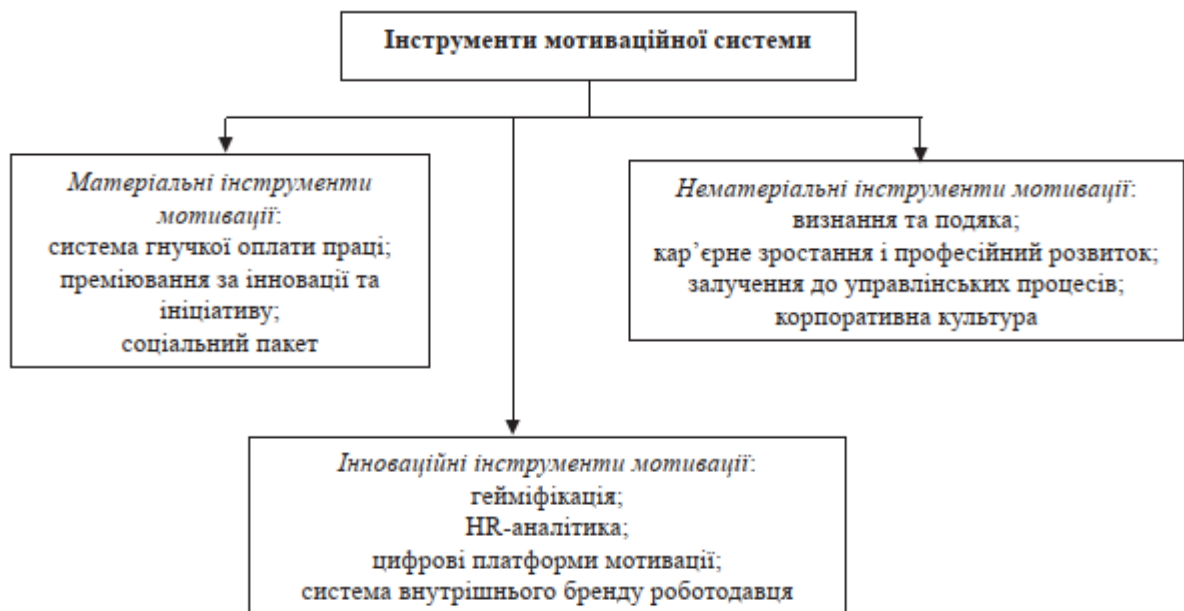 Інструменти мотиваційної системи
Матеріальні інструменти
мотивації:
система гнучкої оплати праці;
преміювання за інновації та
ініціативу;
соціальний пакет
Нематеріальні інструменти мотивації:
визнання та подяка;
кар’єрне зростання і професійний розвиток;
залучення до управлінських процесів;
корпоративна культура
Інноваційні інструменти мотивації:
гейміфікація;
HR-аналітика;
цифрові платформи мотивації;
система внутрішнього бренду роботодавця